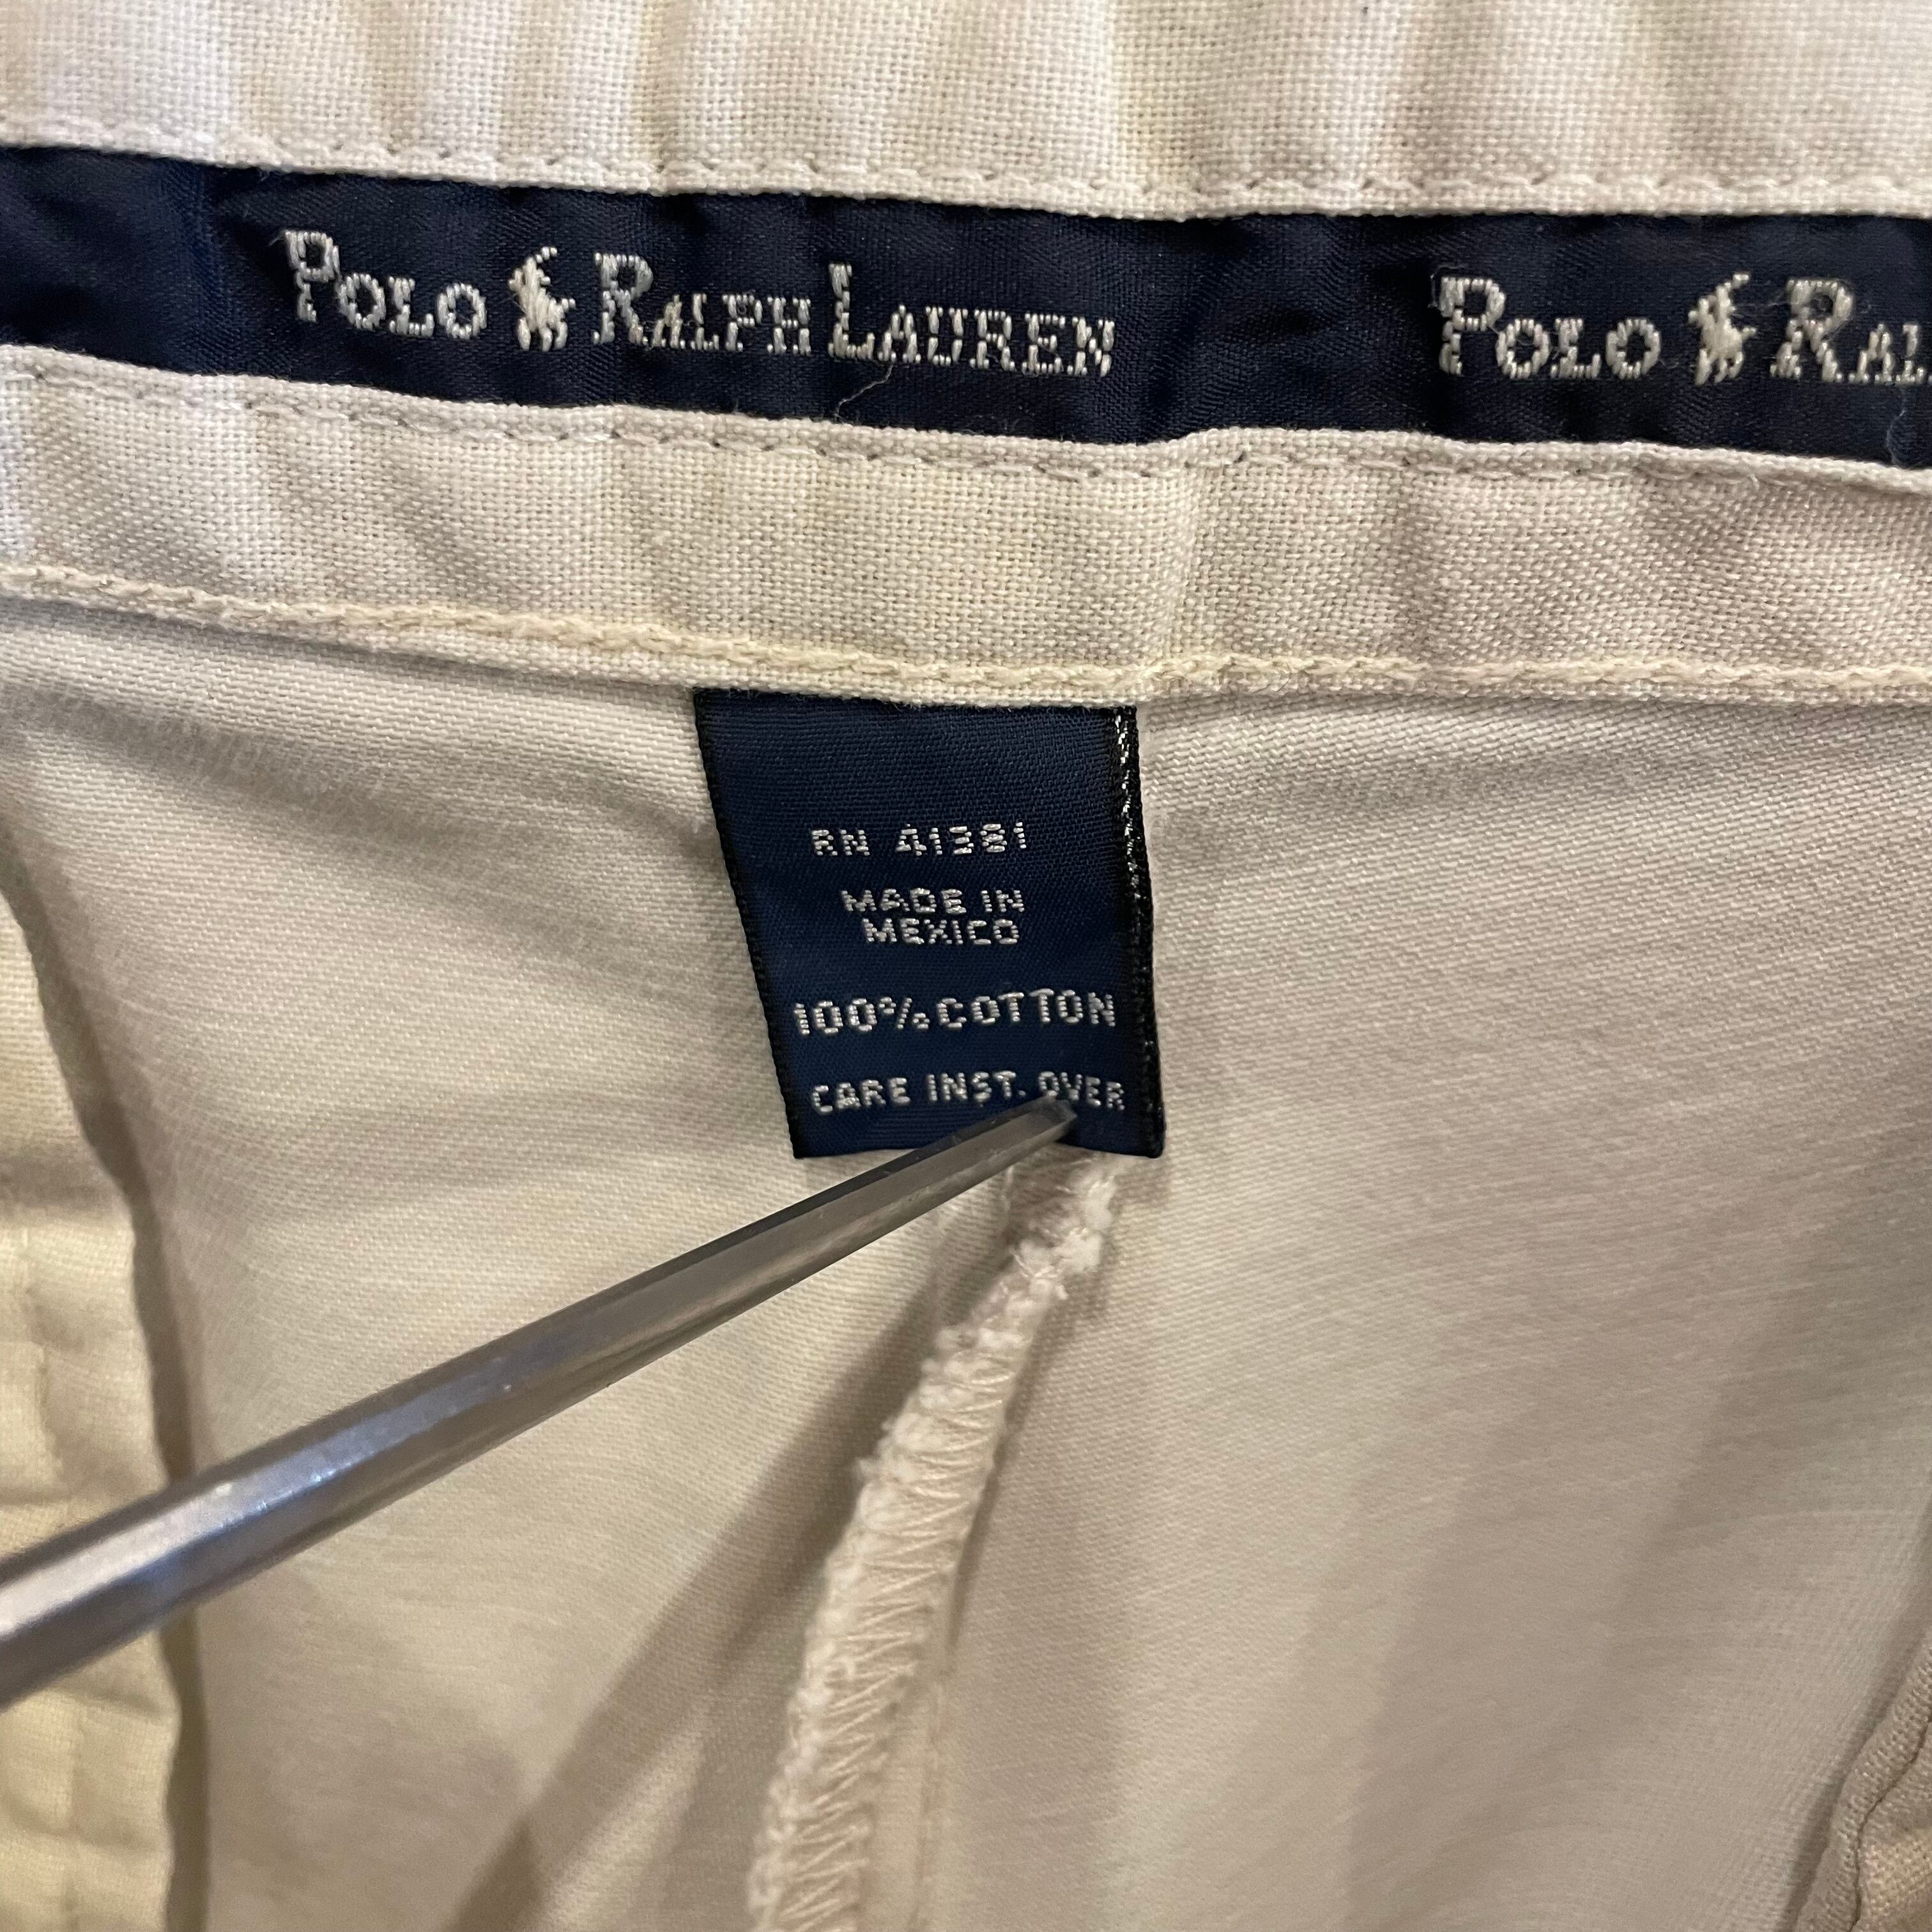 POLO RALPH LAUREN POLO RAL
RN 41381
MADE IN
MEXICO
100% COTTON
CARE INST. OVER